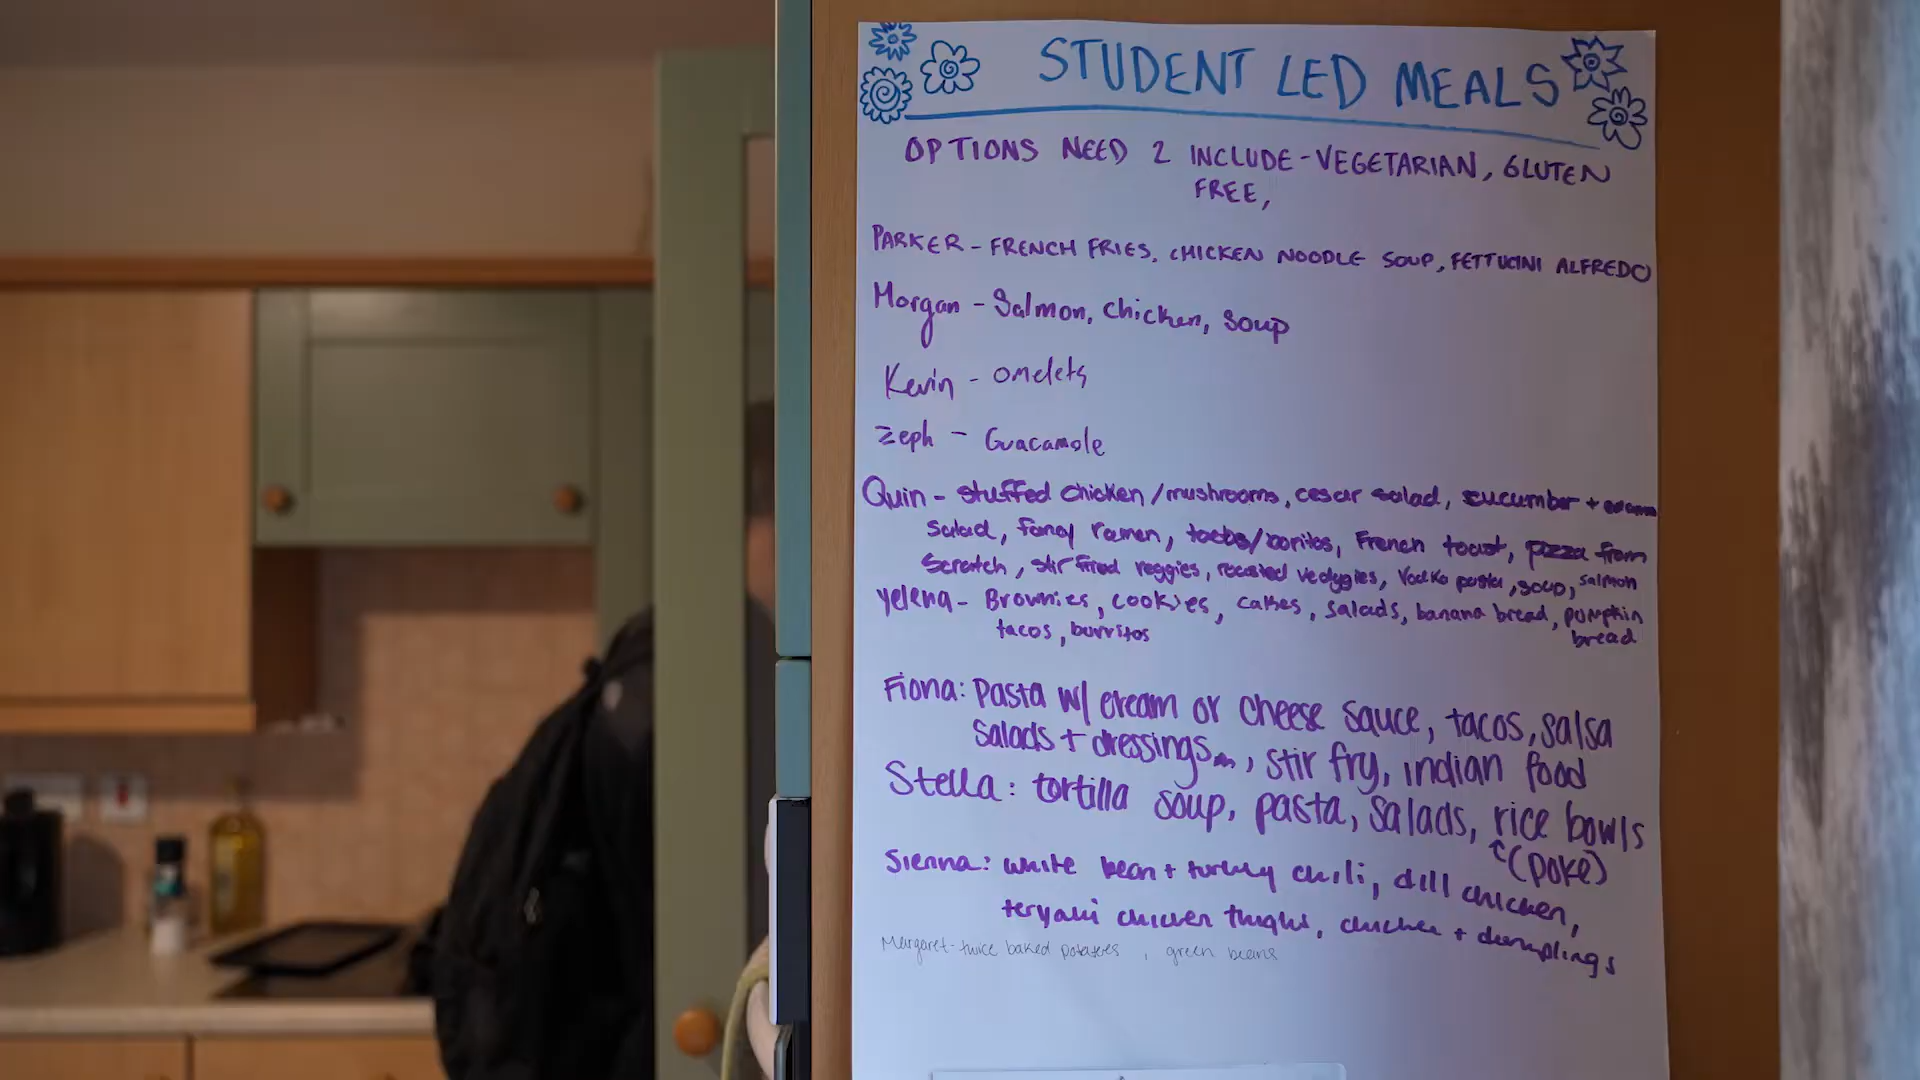 STUDENT LED MEALS
OPTIONS NEED 2 INCLUDE-VEGETARIAN, GLUTEN
FREE,
PARKER - FRENCH FRIES, CHICKEN NOODLE SOUP, FETTUCINI ALFREDO
Morgan - Salmon, Chicken, Soup
Kevin - omelets
Zeph - Guacamole
Quin - stuffed chicken/mushrooms, cesar salad, cucumber +
salad, fancy ramen, French toast, pizza from
scratch, stir fried veggies, roasted vedggies, Vodka pasta, soup, salmon
Yelena - Brownies, cookies, cakes, salads, banana bread, pumpkin
bread
tacos, burritos
Fiona: Pasta w/ cream or cheese sauce, tacos, salsa
Salads + dressings, stir fry, indian food
Stella: tortilla soup, pasta, salads, rice bowls
(poke)
Sienna: white bean + turkey chili, dill chicken,
teryaki chicken thighs, chicken + dumplings
Margaret-twice baked potatoes, green beans